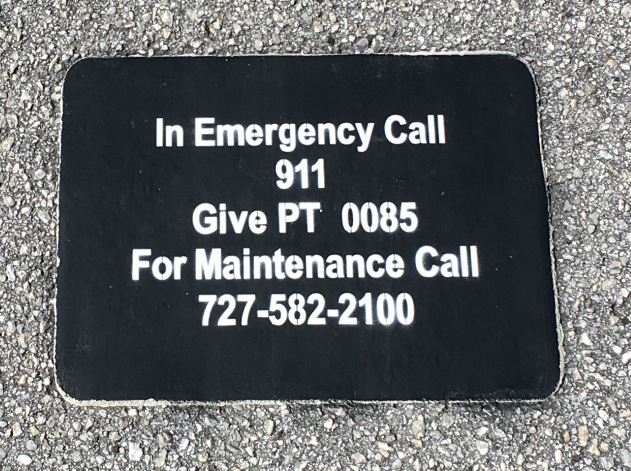 In Emergency Call
911
Give PT 0085
For Maintenance Call
727-582-2100